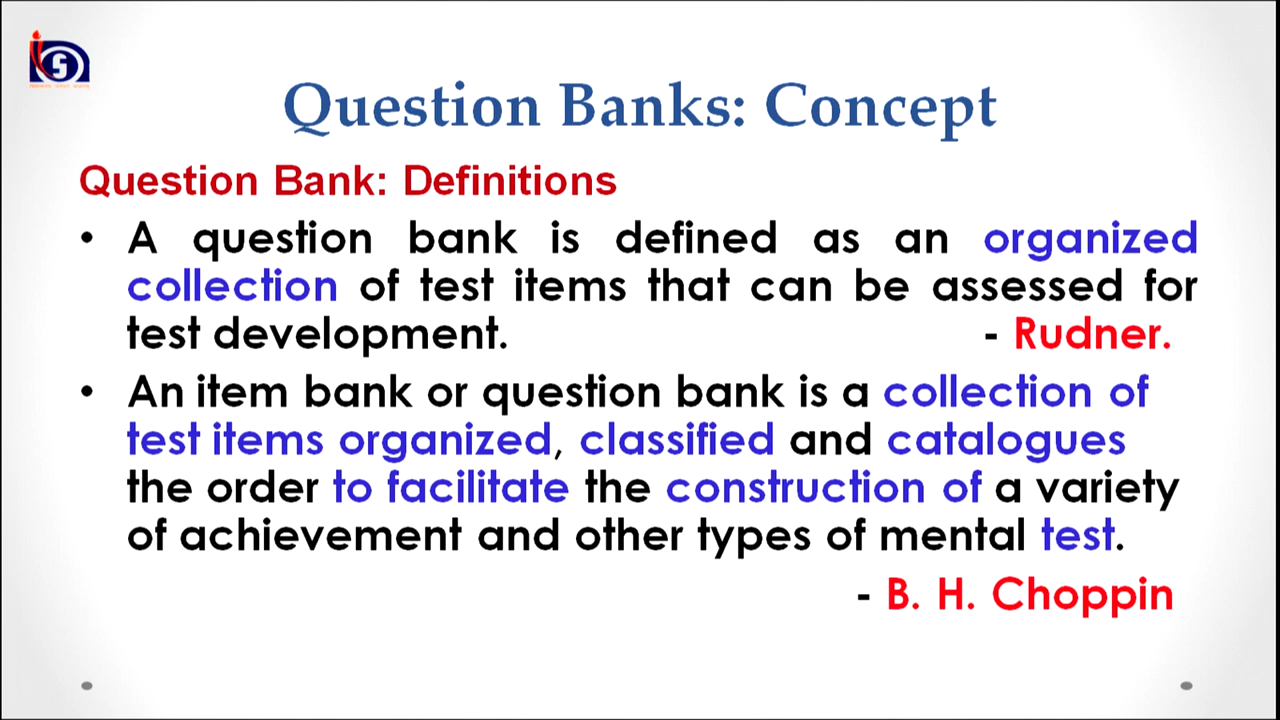 Question Banks: Concept
Question Bank: Definitions
• A question bank is defined as an organized
collection of test items that can be assessed for
test development. - Rudner.
• An item bank or question bank is a collection of
test items organized, classified and catalogues
the order to facilitate the construction of a variety
of achievement and other types of mental test.
- B. H. Choppin